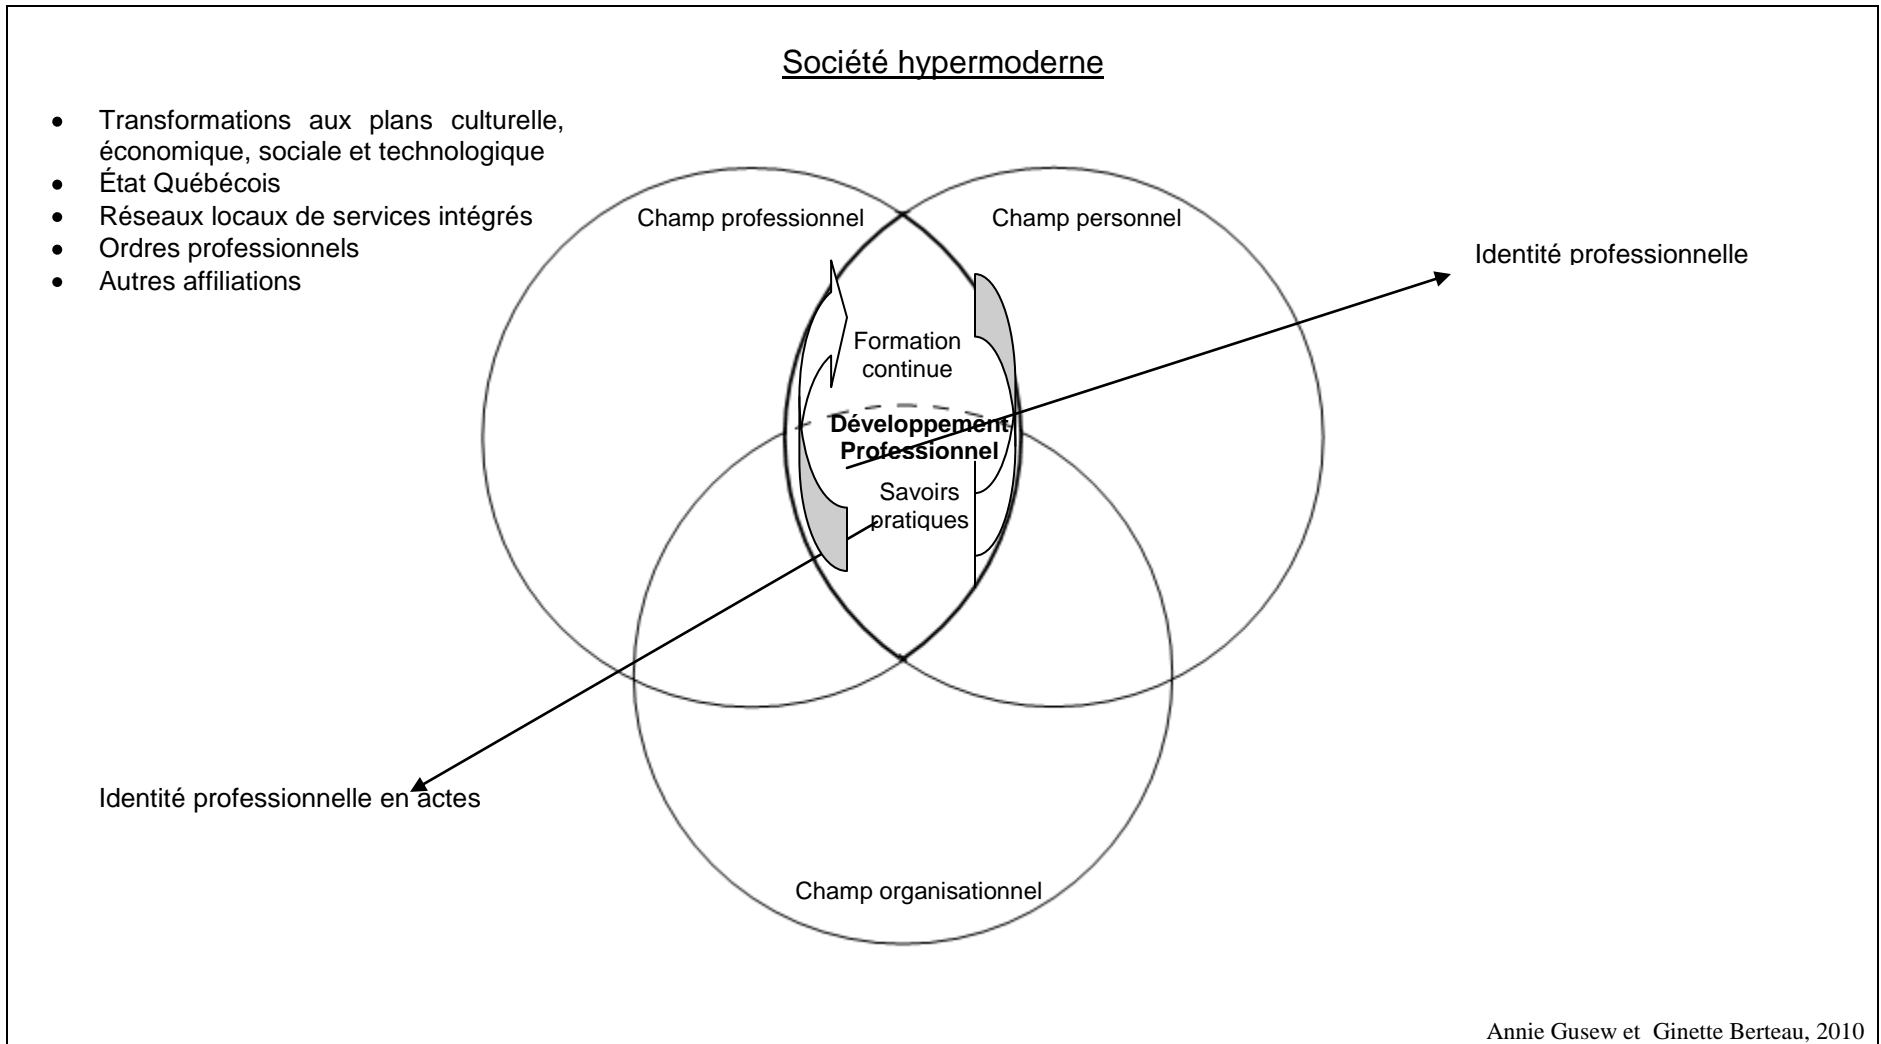 Société hypermoderne
• Transformations aux plans culturelle,
économique, sociale et technologique
• État Québécois
• Réseaux locaux de services intégrés
• Ordres professionnels
• Autres affiliations
Champ professionnel
Champ personnel
Identité professionnelle
Formation
continue
Développement
Professionnel
Savoirs
pratiques
Identité professionnelle en actes
Champ organisationnel
Annie Gusew et Ginette Berteau, 2010